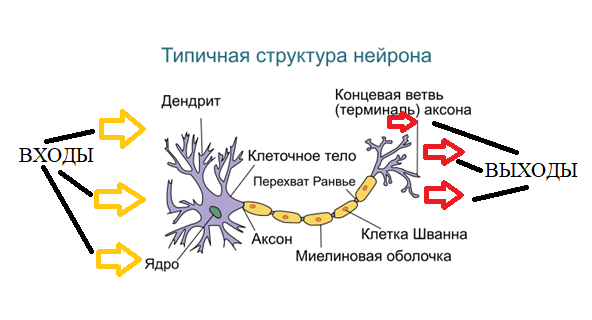 Типичная структура нейрона
Дендрит
Концевая ветвь
(терминаль) аксона
ВХОДЫ
Клеточное тело
Перехват Ранвье
ВЫХОДЫ
Аксон
Клетка Шванна
Миелиновая оболочка
Ядро